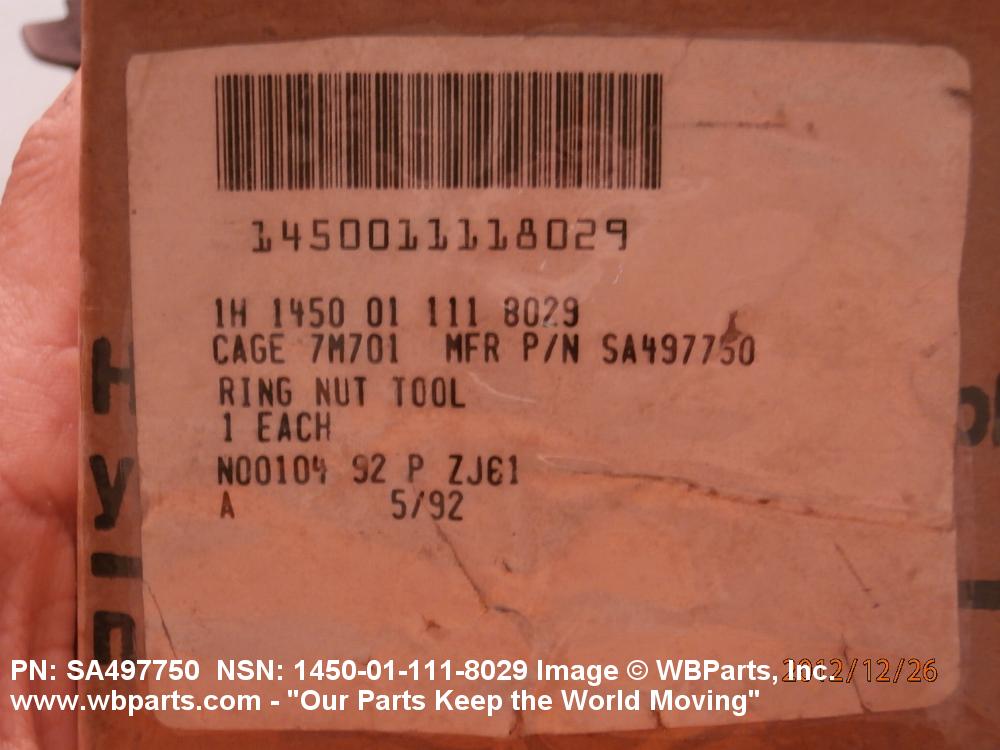 1450011118029
1H 1450 01 111 8029
CAGE 7M701 MFR P/N SA497750
RING NUT TOOL
1 EACH
N00104 92 P ZJ61
A 5/92
PN: SA497750 NSN: 1450-01-111-8029 Image © WBParts, Inc.
2012/12/26
www.wbparts.com - "Our Parts Keep the World Moving"